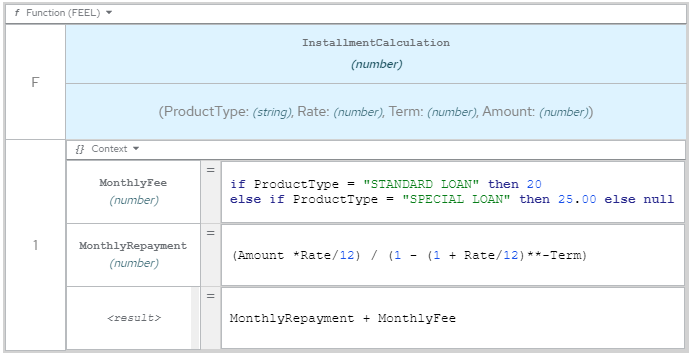 f Function (FEEL) ▾
F
InstallmentCalculation
(number)
(ProductType: (string), Rate: (number), Term: (number), Amount: (number))
1
{} Context ▾
MonthlyFee
(number)
=
if ProductType = "STANDARD LOAN" then 20
else if ProductType = "SPECIAL LOAN" then 25.00 else null
MonthlyRepayment
(number)
=
(Amount *Rate/12) / (1 - (1 + Rate/12)**-Term)
<result>
=
MonthlyRepayment + MonthlyFee